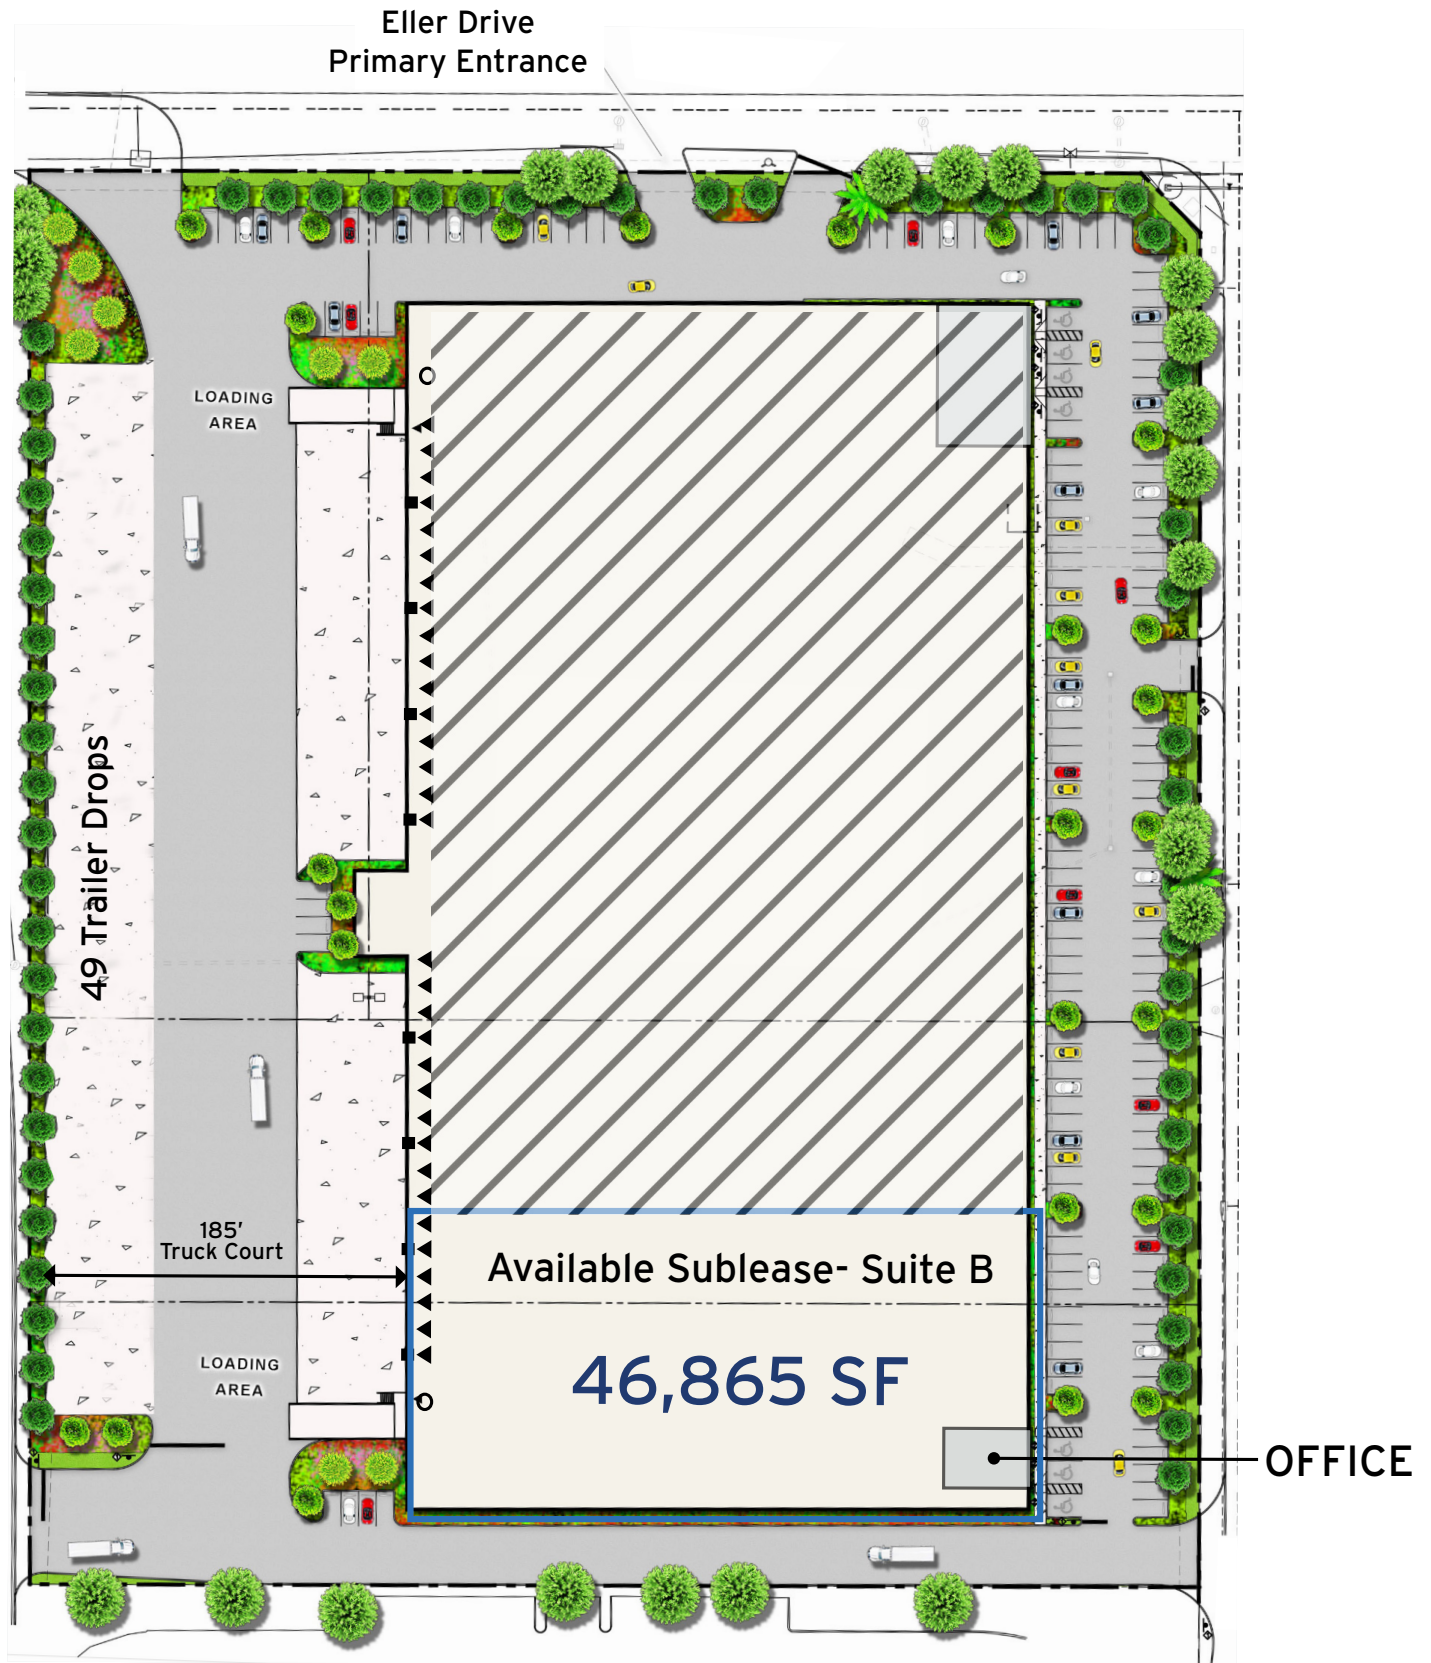 Eller Drive
Primary Entrance
LOADING
AREA
49 Trailer Drops
185'
Truck Court
Available Sublease- Suite B
46,865 SF
LOADING
AREA
OFFICE